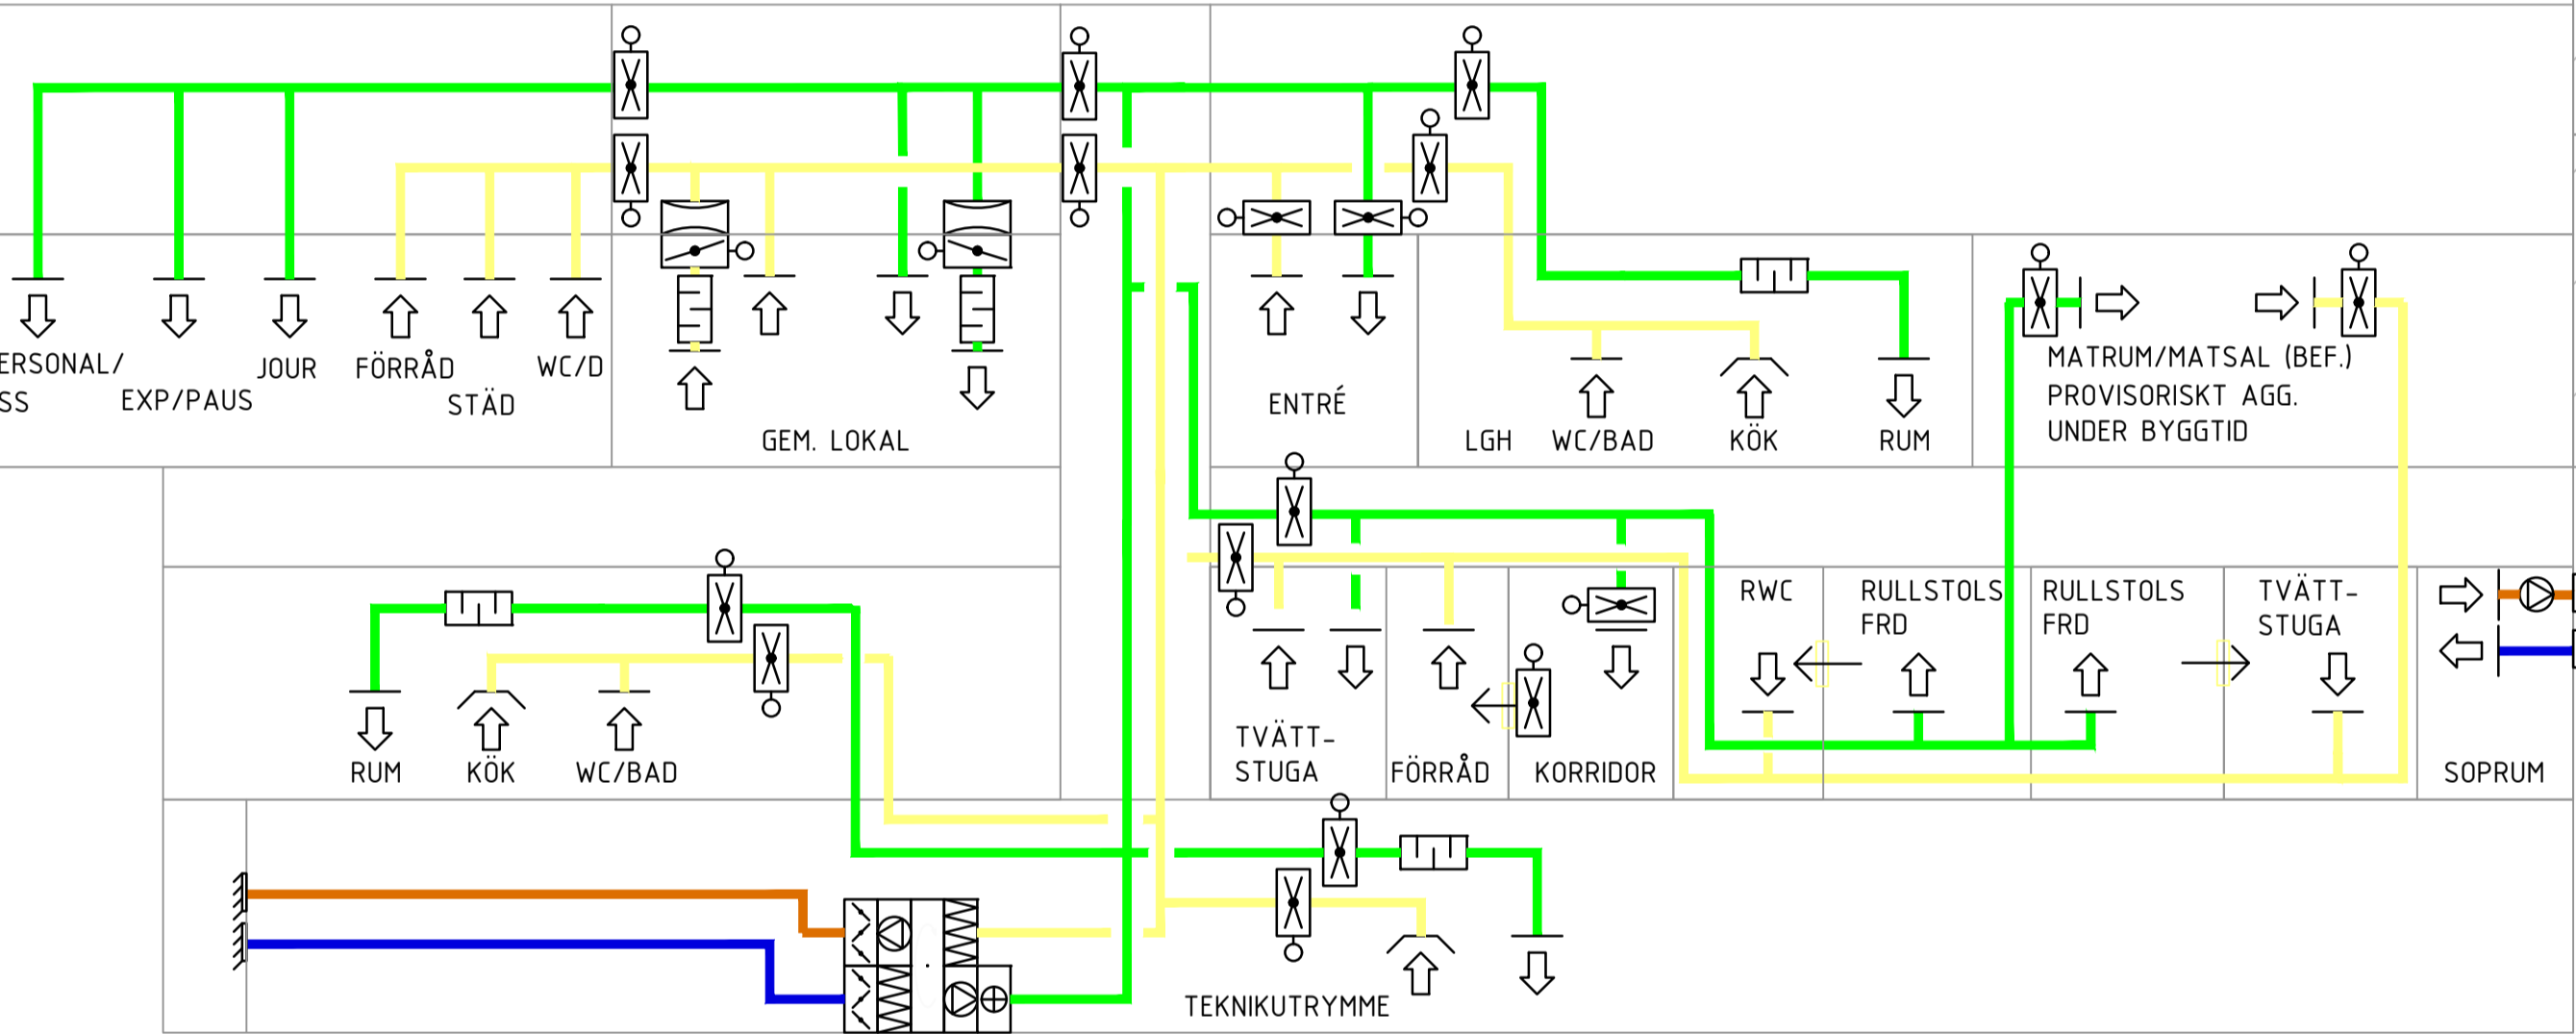 ERSONAL/
SS
EXP/PAUS
JOUR
FÖRRÅD
STÄD
WC/D
GEM. LOKAL
ENTRÉ
LGH
WC/BAD
KÖK
RUM
MATRUM/MATSAL (BEF.)
PROVISORISKT AGG.
UNDER BYGGTID
RUM
KÖK
WC/BAD
TVÄTT-
STUGA
FÖRRÅD
KORRIDOR
RWC
RULLSTOLS
FRD
RULLSTOLS
FRD
TVÄTT-
STUGA
SOPRUM
TEKNIKUTRYMME